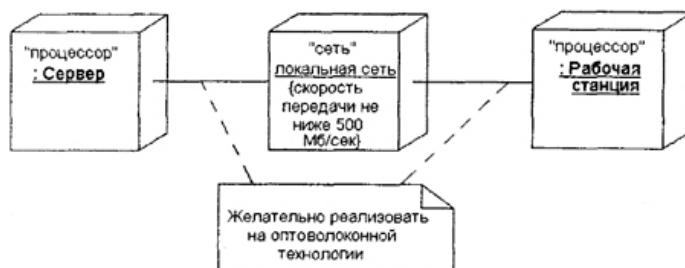 "процессор"
: Сервер
"сеть"
локальная сеть
{скорость
передачи не
ниже 500
Мб/сек}
"процессор"
: Рабочая
станция
Желательно реализовать
на оптоволоконной
технологии